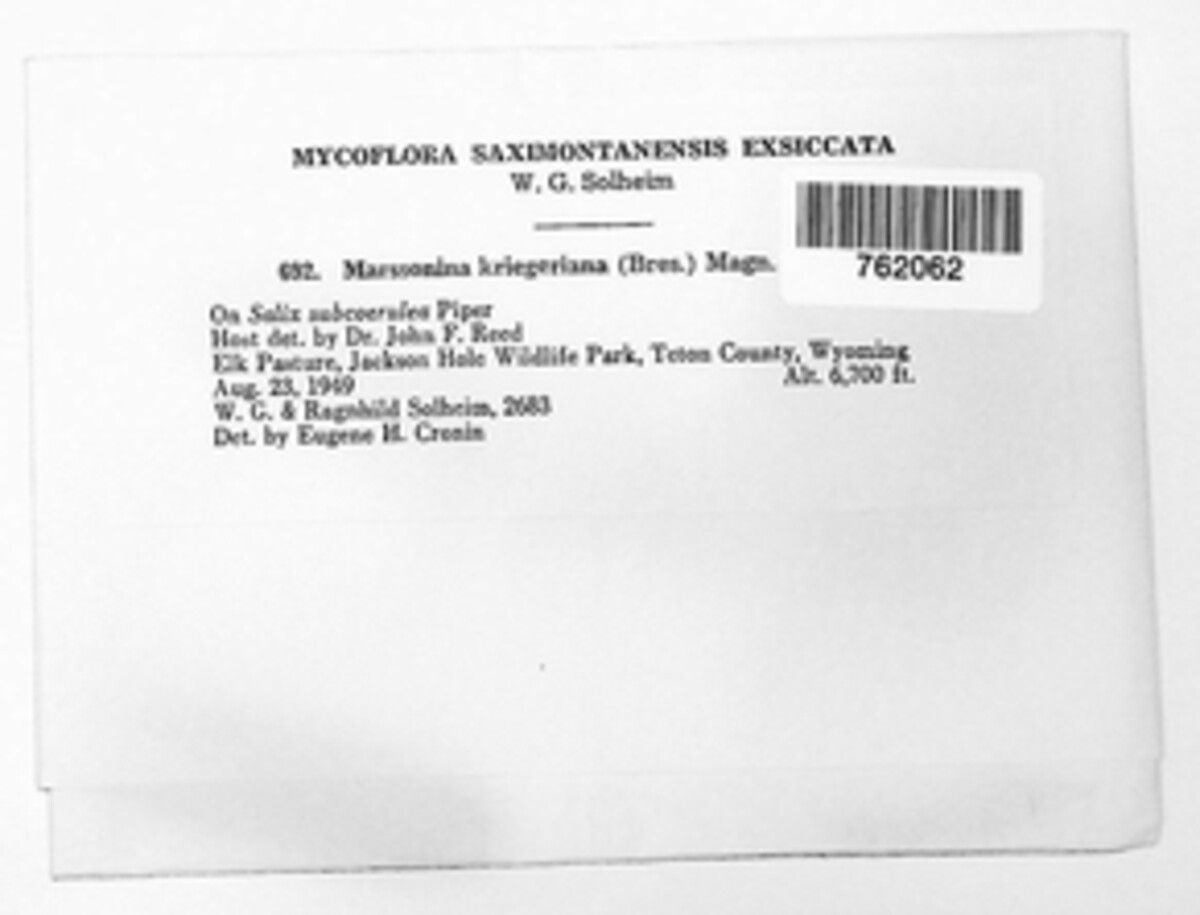 MYCOFLORA SAXIMONTANENSIS EXSICCATA
W. G. Solheim
692. Marssonina kriegeriana (Bres.) Magn.
762062
On Salix subcoerulea Piper
Host det. by Dr. John F. Reed
Elk Pasture, Jackson Hole Wildlife Park, Teton County, Wyoming
Aug. 23, 1949 Alt. 6,700 ft.
W. G. & Ragnhild Solheim, 2683
Det. by Eugene H. Cronin